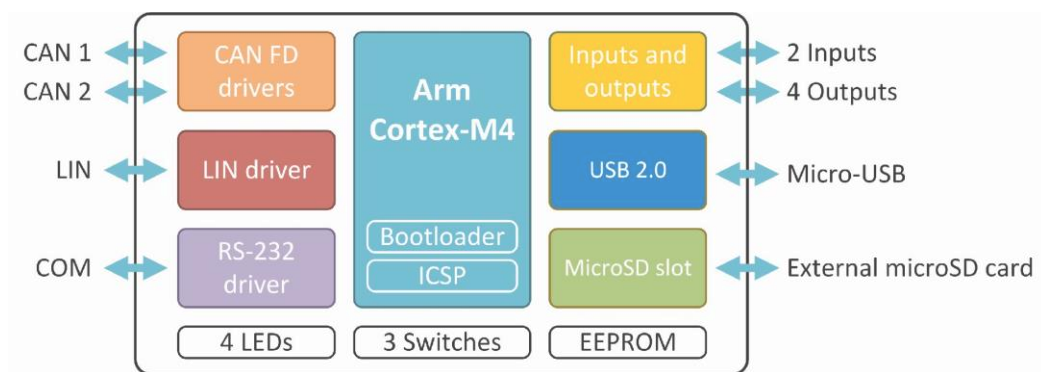 CAN 1
CAN 2
LIN
COM
CAN FD
drivers
LIN driver
RS-232
driver
4 LEDs
Arm
Cortex-M4
Bootloader
ICSP
3 Switches
Inputs and
outputs
USB 2.0
MicroSD slot
EEPROM
2 Inputs
4 Outputs
Micro-USB
External microSD card